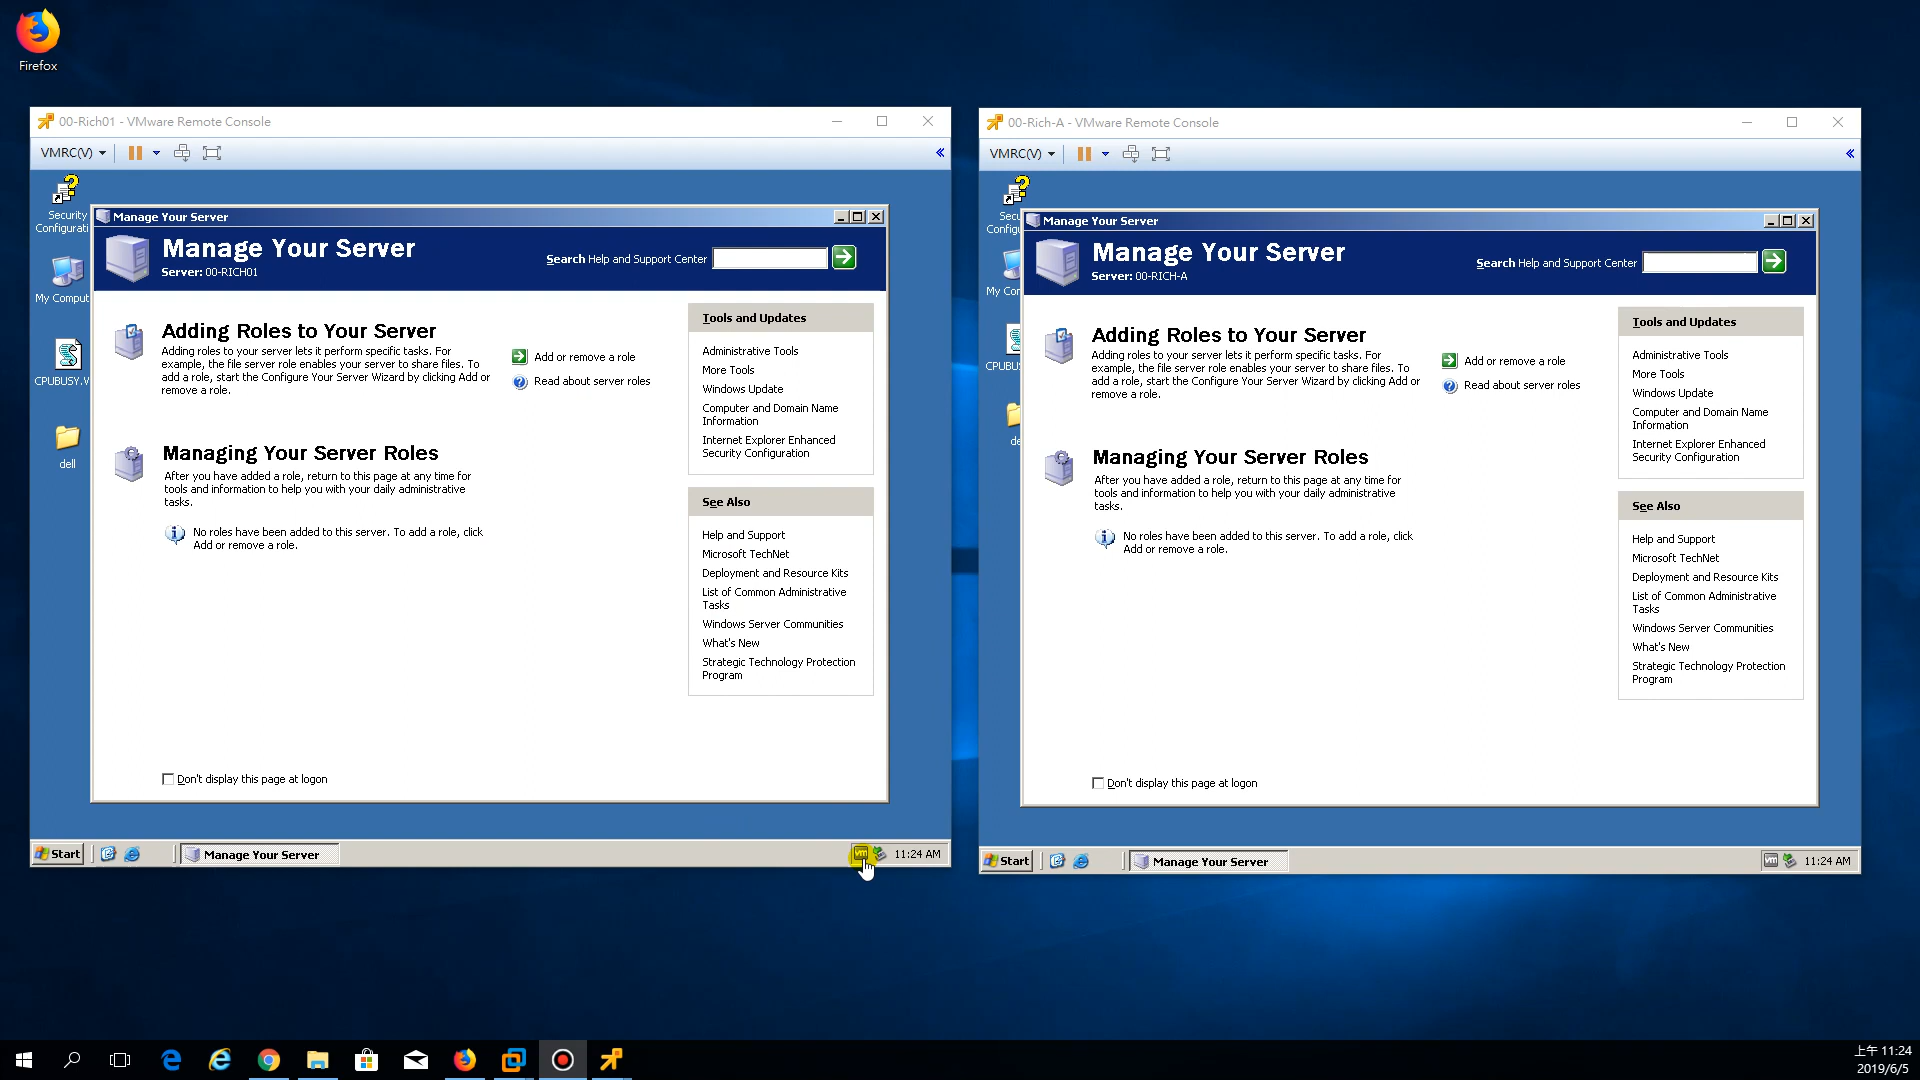 Firefox
00-Rich01 - VMware Remote Console
VMRC(V)
Security
Configurati
My Comput
CPUBUSY.V
dell
Manage Your Server
Manage Your Server
Server: 00-RICH01
Search Help and Support Center
Adding Roles to Your Server
Adding roles to your server lets it perform specific tasks. For
example, the file server role enables your server to share files. To
add a role, start the Configure Your Server Wizard by clicking Add or
remove a role.
Add or remove a role
Read about server roles
Managing Your Server Roles
After you have added a role, return to this page at any time for
tools and information to help you with your daily administrative
tasks.
No roles have been added to this server. To add a role, click
Add or remove a role.
Tools and Updates
Administrative Tools
More Tools
Windows Update
Computer and Domain Name
Information
Internet Explorer Enhanced
Security Configuration
See Also
Help and Support
Microsoft TechNet
Deployment and Resource Kits
List of Common Administrative
Tasks
Windows Server Communities
What's New
Strategic Technology Protection
Program
Don't display this page at logon
Start
Manage Your Server
vm
11:24 AM
00-Rich-A - VMware Remote Console
VMRC(V)
Secu
Configu
My Con
CPUBU
de
Manage Your Server
Manage Your Server
Server: 00-RICH-A
Search Help and Support Center
Adding Roles to Your Server
Adding roles to your server lets it perform specific tasks. For
example, the file server role enables your server to share files. To
add a role, start the Configure Your Server Wizard by clicking Add or
remove a role.
Add or remove a role
Read about server roles
Managing Your Server Roles
After you have added a role, return to this page at any time for
tools and information to help you with your daily administrative
tasks.
No roles have been added to this server. To add a role, click
Add or remove a role.
Tools and Updates
Administrative Tools
More Tools
Windows Update
Computer and Domain Name
Information
Internet Explorer Enhanced
Security Configuration
See Also
Help and Support
Microsoft TechNet
Deployment and Resource Kits
List of Common Administrative
Tasks
Windows Server Communities
What's New
Strategic Technology Protection
Program
Don't display this page at logon
Start
Manage Your Server
vm
11:24 AM
上午 11:24
2019/6/5